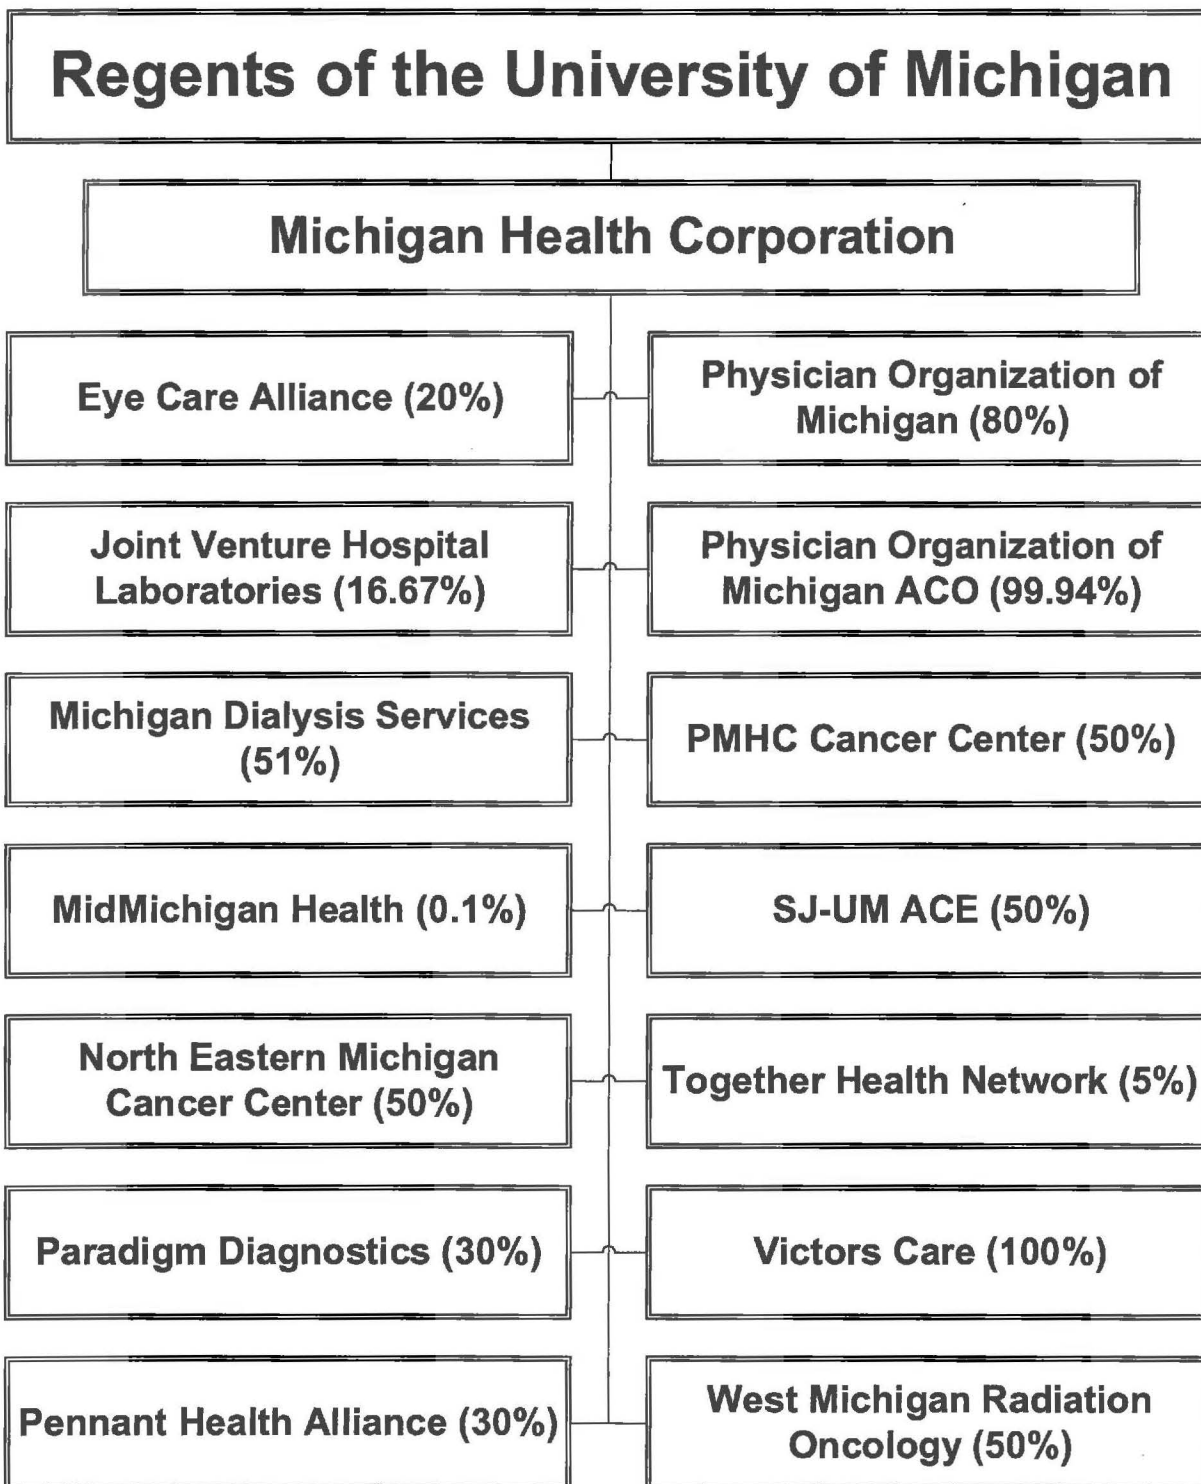 Regents of the University of Michigan
Michigan Health Corporation
Eye Care Alliance (20%)
Physician Organization of
Michigan (80%)
Joint Venture Hospital
Laboratories (16.67%)
Physician Organization of
Michigan ACO (99.94%)
Michigan Dialysis Services
(51%)
PMHC Cancer Center (50%)
MidMichigan Health (0.1%)
SJ-UM ACE (50%)
North Eastern Michigan
Cancer Center (50%)
Together Health Network (5%)
Paradigm Diagnostics (30%)
Victors Care (100%)
Pennant Health Alliance (30%)
West Michigan Radiation
Oncology (50%)